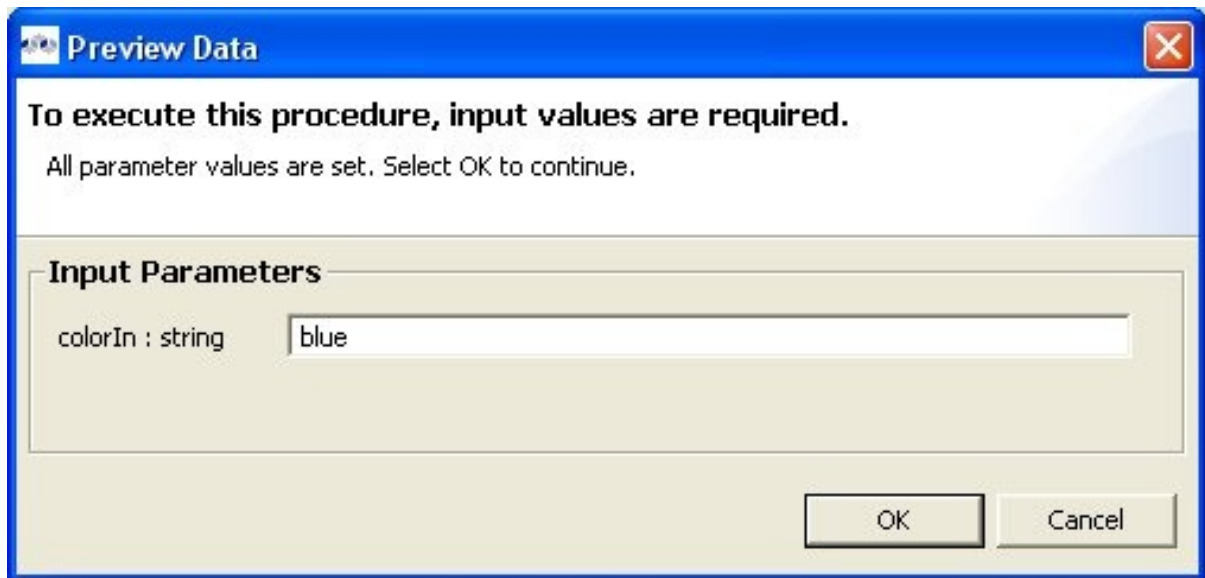 Preview Data
To execute this procedure, input values are required.
All parameter values are set. Select OK to continue.
Input Parameters
colorIn : string blue
OK Cancel